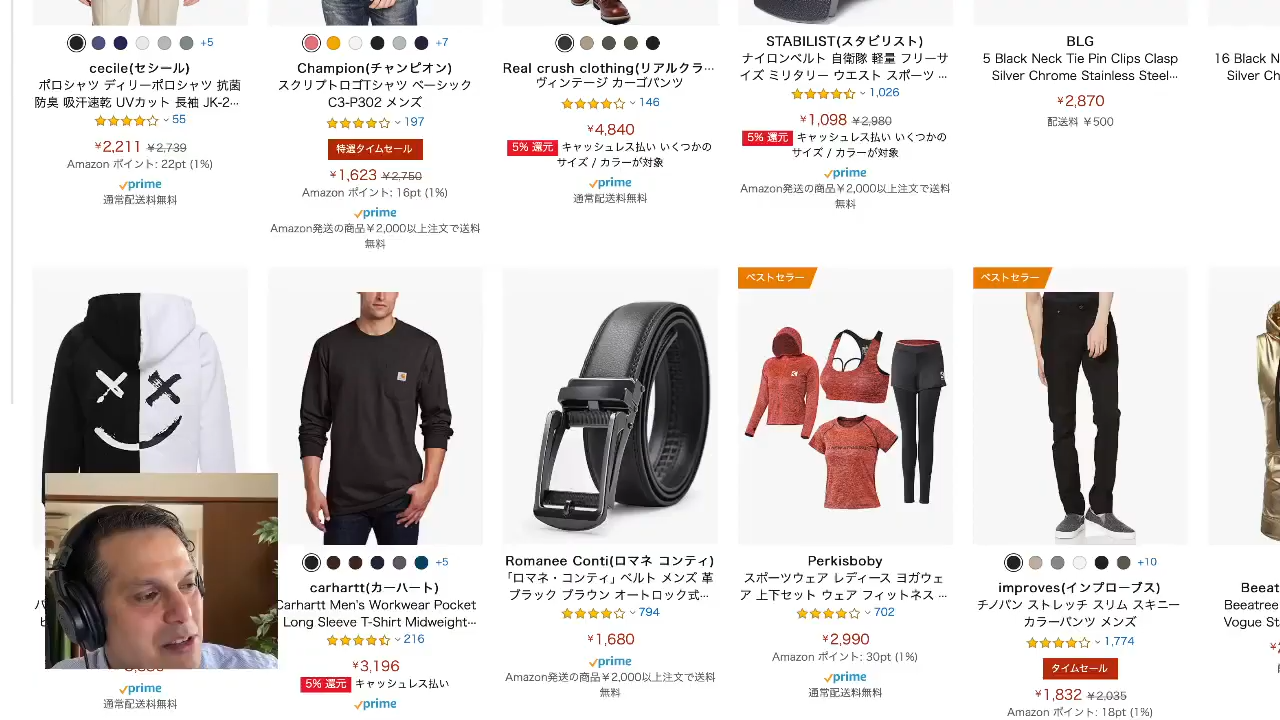 +5
cecile(セシール)
ポロシャツ ディリーポロシャツ 抗菌
防臭 吸汗速乾 UVカット 長袖 JK-2…
55
¥2,211 ¥2,739
Amazon ポイント: 22pt (1%)
prime
通常配送料無料
+7
Champion(チャンピオン)
スクリプトロゴTシャツ ベーシック
C3-P302 メンズ
197
特選タイムセール
¥1,623 ¥2,750
Amazon ポイント: 16pt (1%)
prime
Amazon発送の商品¥2,000以上注文で送料
無料
Real crush clothing(リアルクラ…
ヴィンテージ カーゴパンツ
146
¥4,840
5% 還元 キャッシュレス払い いくつかの
サイズ / カラーが対象
prime
通常配送料無料
STABILIST(スタビリスト)
ナイロンベルト 自衛隊 軽量 フリーサ
イズ ミリタリー ウエスト スポーツ …
1,026
¥1,098 ¥2,980
5% 還元 キャッシュレス払い いくつかの
サイズ / カラーが対象
prime
Amazon発送の商品¥2,000以上注文で送料
無料
BLG
5 Black Neck Tie Pin Clips Clasp
Silver Chrome Stainless Steel…
¥2,870
配送料 ¥500
16 Black N
Silver Ch
prime
通常配送料無料
+5
carhartt(カーハート)
Carhartt Men's Workwear Pocket
Long Sleeve T-Shirt Midweight…
216
¥3,196
5% 還元 キャッシュレス払い
prime
Romanee Conti(ロマネ コンティ)
「ロマネ・コンティ」ベルト メンズ 革
ブラック ブラウン オートロック式…
794
¥1,680
prime
Amazon発送の商品¥2,000以上注文で送料
無料
ベストセラー
Perkisboby
スポーツウェア レディース ヨガウェ
ア 上下セット ウェア フィットネス …
702
¥2,990
Amazon ポイント: 30pt (1%)
prime
通常配送料無料
ベストセラー
+10
improves(インプローブス)
チノパン ストレッチ スリム スキニー
カラーパンツ メンズ
1,774
タイムセール
¥1,832 ¥2,035
Amazon ポイント: 18pt (1%)
Beeat
Beeatree
Vogue St